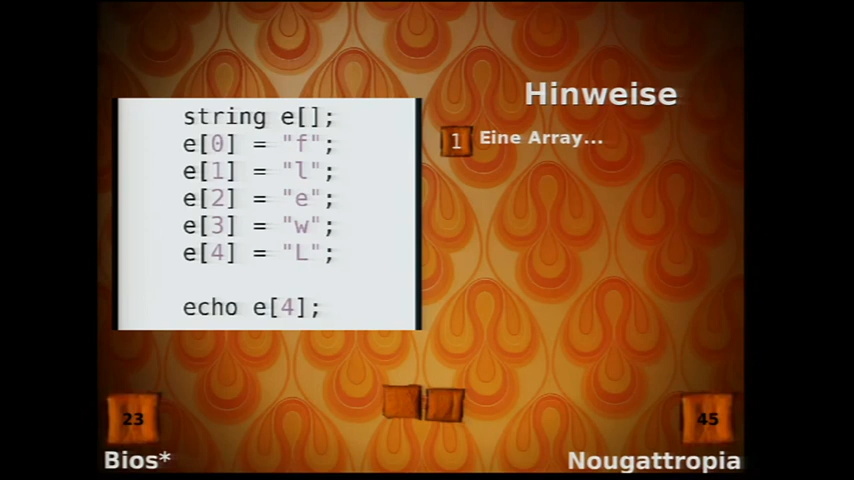 string e[];
e[0] = "f";
e[1] = "l";
e[2] = "e";
e[3] = "w";
e[4] = "L";
echo e[4];
Hinweise
1 Eine Array...
23
45
Bios*
Nougattropia